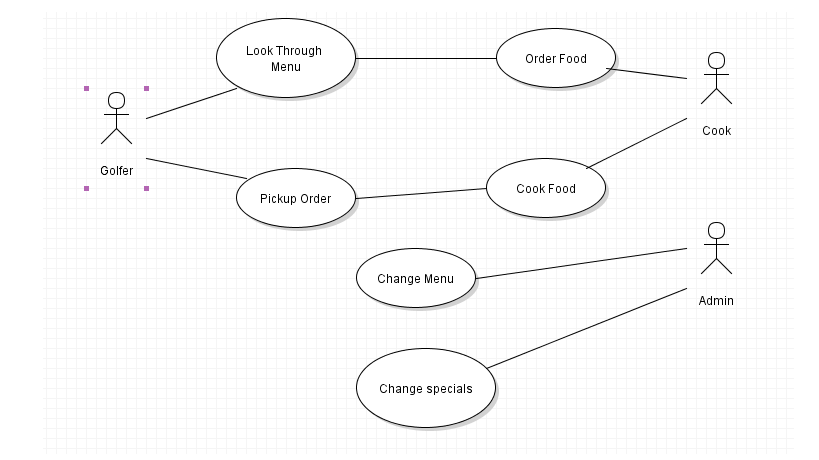 Look Through
Menu
Order Food
Cook
Golfer
Pickup Order
Cook Food
Change Menu
Admin
Change specials